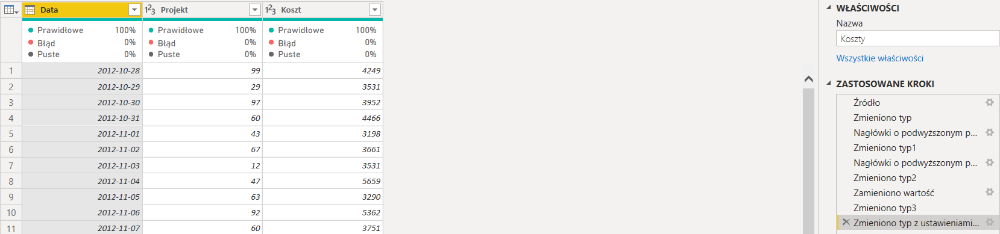 Data 1²3 Projekt 1²3 Koszt
Prawidłowe 100% Prawidłowe 100% Prawidłowe 100%
Błąd 0% Błąd 0% Błąd 0%
Puste 0% Puste 0% Puste 0%
1 2012-10-28 99 4249
2 2012-10-29 29 3531
3 2012-10-30 97 3952
4 2012-10-31 60 4466
5 2012-11-01 43 3198
6 2012-11-02 67 3661
7 2012-11-03 12 3531
8 2012-11-04 47 5659
9 2012-11-05 63 3290
10 2012-11-06 92 5362
11 2012-11-07 60 3751
WŁAŚCIWOŚCI
Nazwa
Koszty
Wszystkie właściwości
ZASTOSOWANE KROKI
Źródło
Zmieniono typ
Nagłówki o podwyższonym p...
Zmieniono typ1
Nagłówki o podwyższonym p...
Zmieniono typ2
Zamieniono wartość
Zmieniono typ3
Zmieniono typ z ustawieniami...